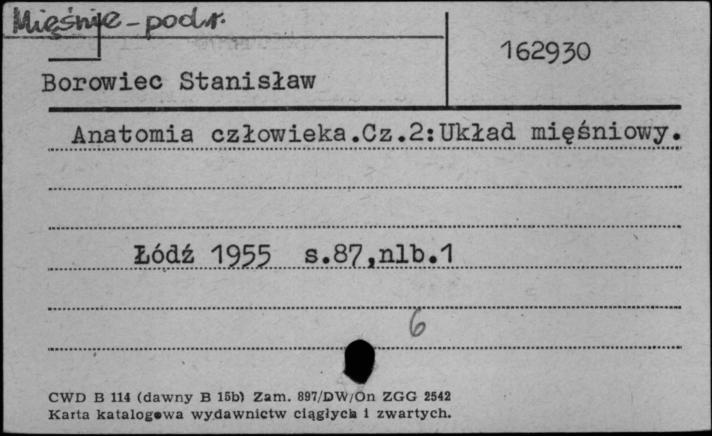 Mięśnie - podr.
162930
Borowiec Stanisław
Anatomia człowieka.Cz.2:Układ mięśniowy.
Łódź 1955 s.87,nlb.1
6
CWD B 114 (dawny B 15b) Zam. 897/DW/On ZGG 2542
Karta katalogowa wydawnictw ciągłych i zwartych.